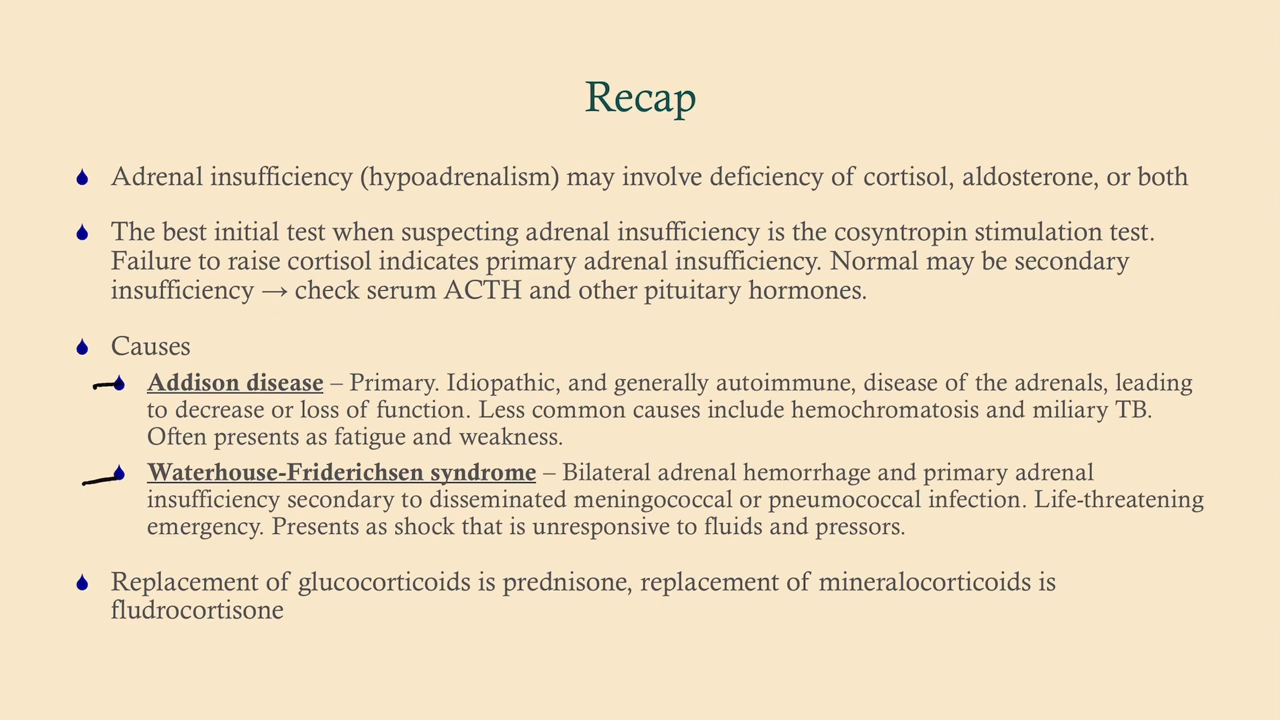 Recap
Adrenal insufficiency (hypoadrenalism) may involve deficiency of cortisol, aldosterone, or both
The best initial test when suspecting adrenal insufficiency is the cosyntropin stimulation test.
Failure to raise cortisol indicates primary adrenal insufficiency. Normal may be secondary
insufficiency → check serum ACTH and other pituitary hormones.
Causes
Addison disease – Primary. Idiopathic, and generally autoimmune, disease of the adrenals, leading
to decrease or loss of function. Less common causes include hemochromatosis and miliary TB.
Often presents as fatigue and weakness.
Waterhouse-Friderichsen syndrome – Bilateral adrenal hemorrhage and primary adrenal
insufficiency secondary to disseminated meningococcal or pneumococcal infection. Life-threatening
emergency. Presents as shock that is unresponsive to fluids and pressors.
Replacement of glucocorticoids is prednisone, replacement of mineralocorticoids is
fludrocortisone